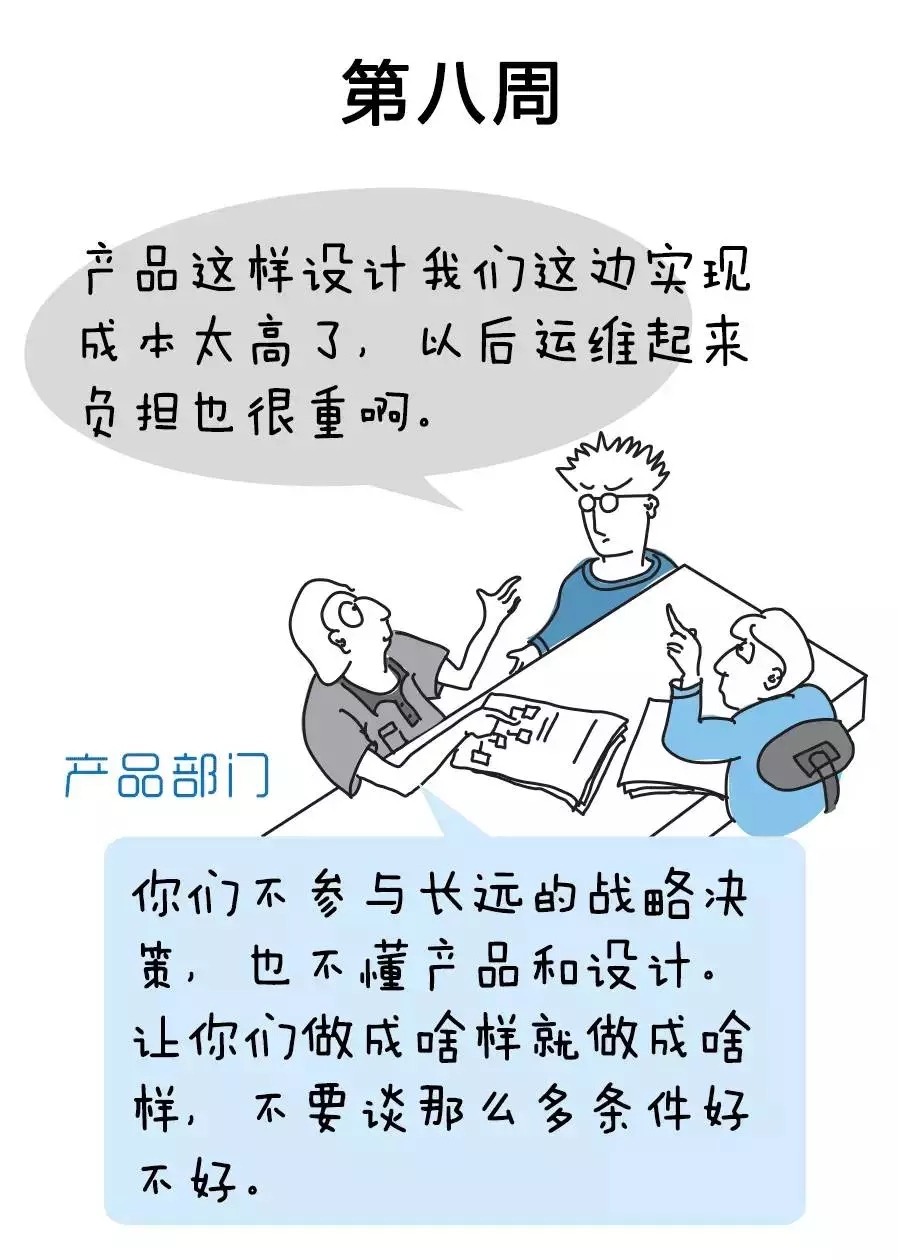 第八周
产品这样设计我们这边实现
成本太高了，以后运维起来
负担也很重啊。
产品部门
你们不参与长远的战略决
策，也不懂产品和设计。
让你们做成啥样就做成啥
样，不要谈那么多条件好
不好。